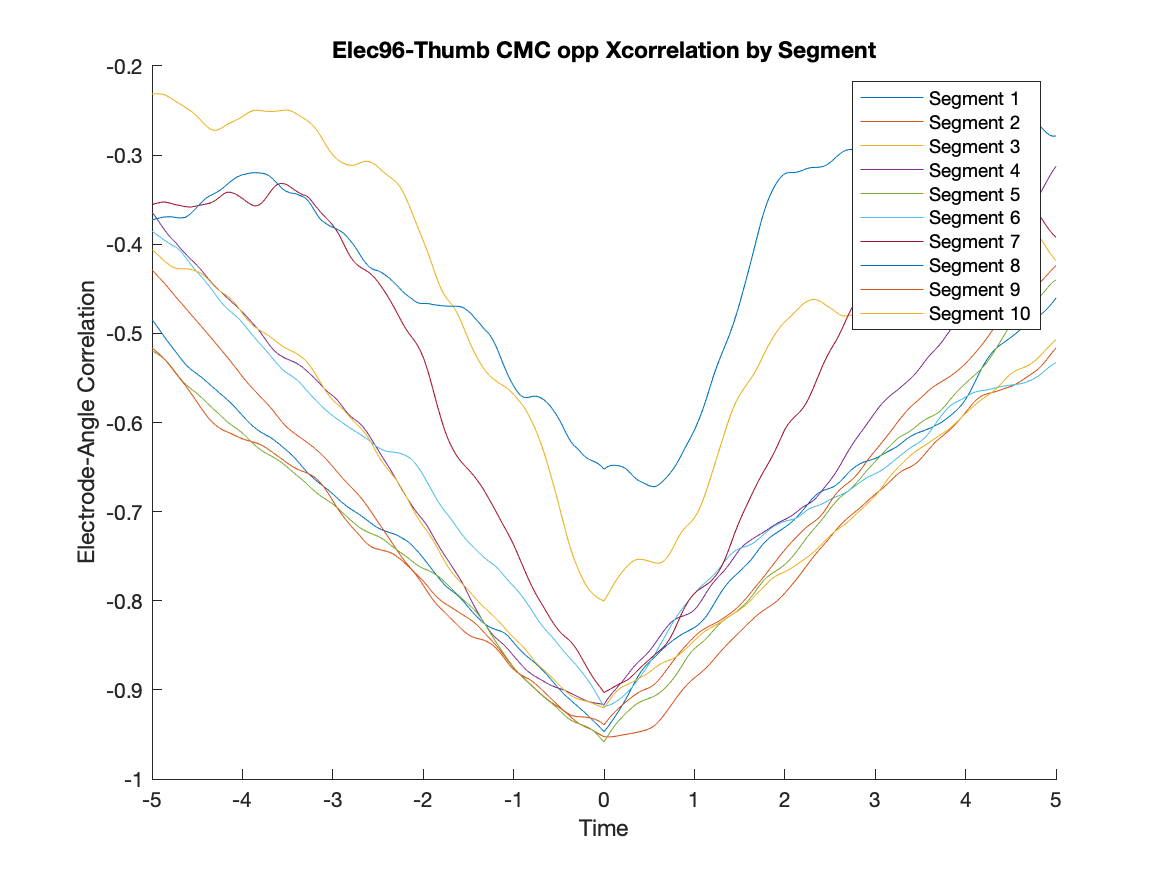 Elec96-Thumb CMC opp Xcorrelation by Segment
-0.2
-0.3
-0.4
-0.5
-0.6
-0.7
-0.8
-0.9
-1
Electrode-Angle Correlation
Segment 1
Segment 2
Segment 3
Segment 4
Segment 5
Segment 6
Segment 7
Segment 8
Segment 9
Segment 10
-5 -4 -3 -2 -1 0 1 2 3 4 5
Time